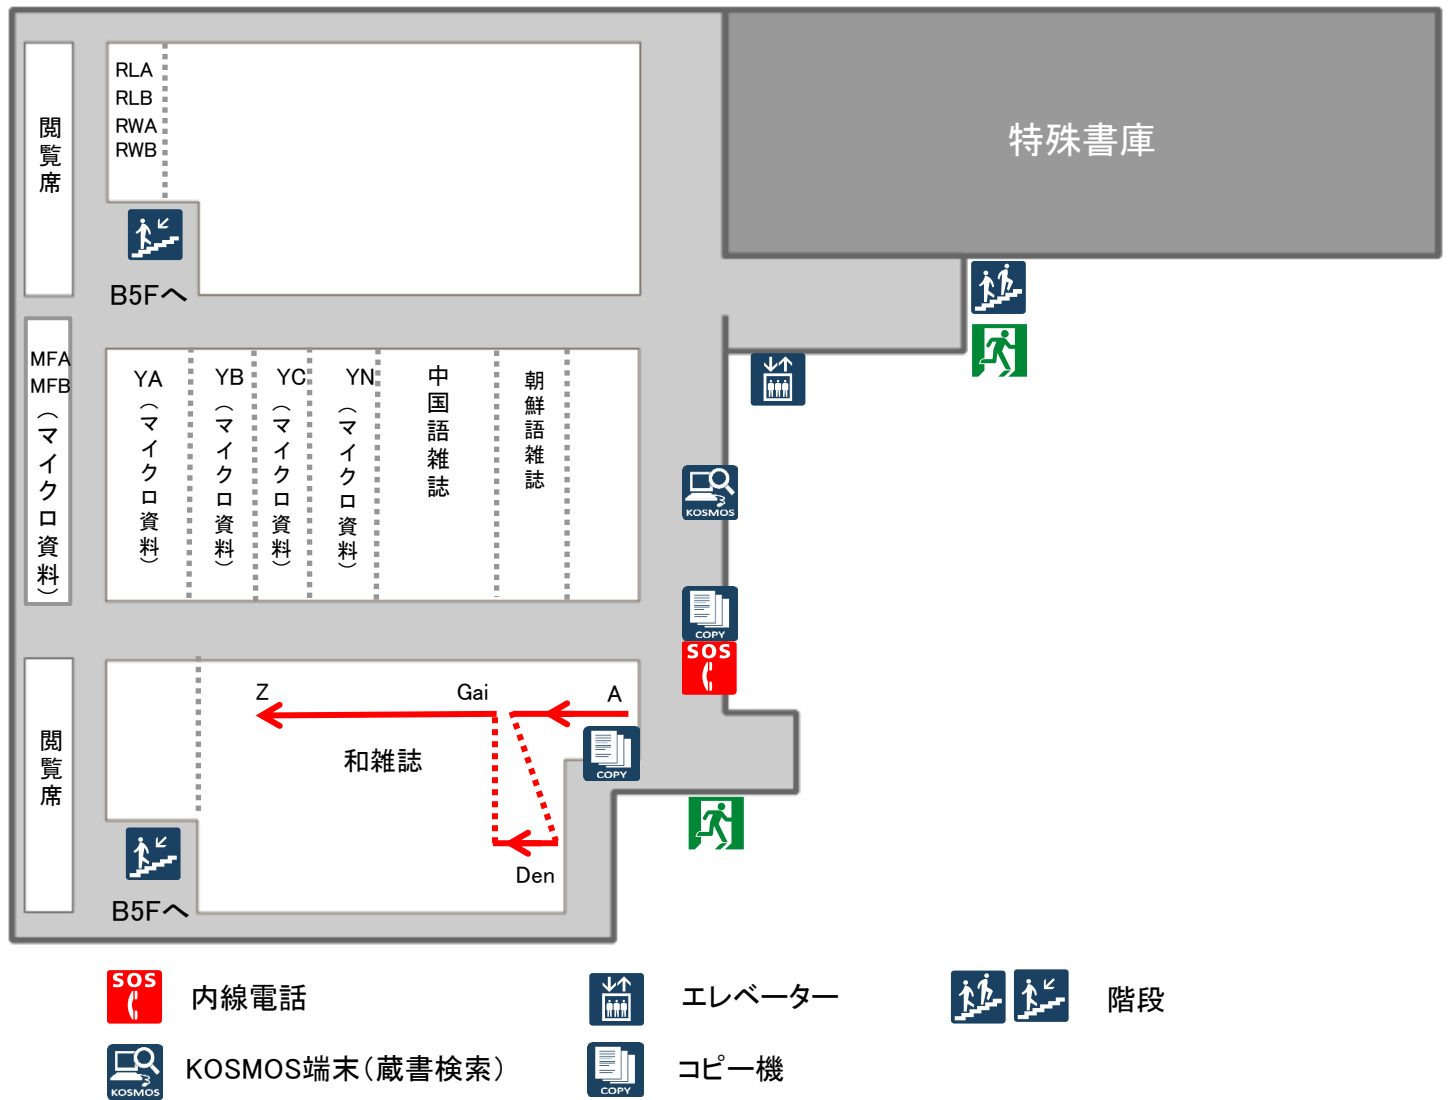 RLA
RLB
RWA
RWB
閲覧席
特殊書庫
B5Fへ
MFA
MFB
（マイクロ資料）
YA
（マイクロ資料）
YB
（マイクロ資料）
YC
（マイクロ資料）
YN
（マイクロ資料）
中国語雑誌
朝鮮語雑誌
KOSMOS
COPY
SOS
Z
Gai
A
和雑誌
COPY
閲覧席
Den
B5Fへ
SOS
内線電話
エレベーター
階段
KOSMOS
KOSMOS端末（蔵書検索）
COPY
コピー機